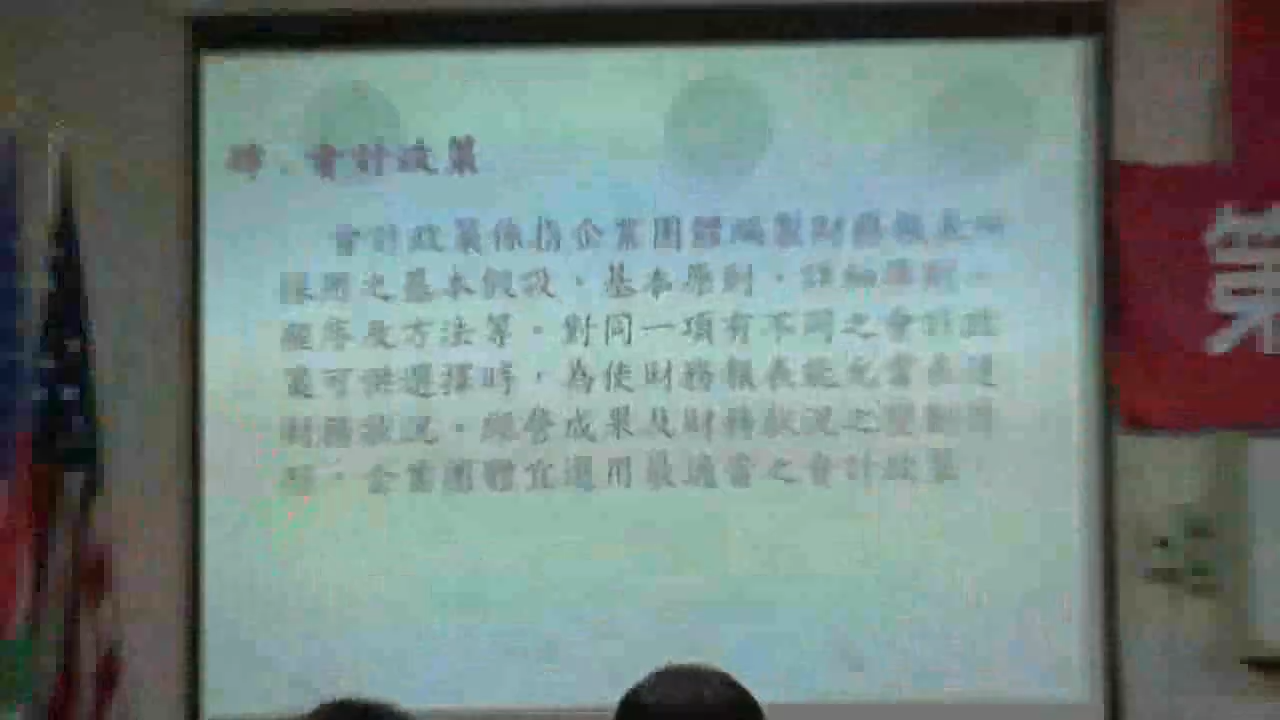 會計政策
會計政策係指企業團體編製財務報表所
採用之基本假設,基本原則,詳細準則、
程序及方法等。對同一項有不同之會計政
策可供選擇時,為使財務報表能允當表達
財務狀況,經營成果及財務狀況之變動
企業團體宜選用最適當之會計政策
第